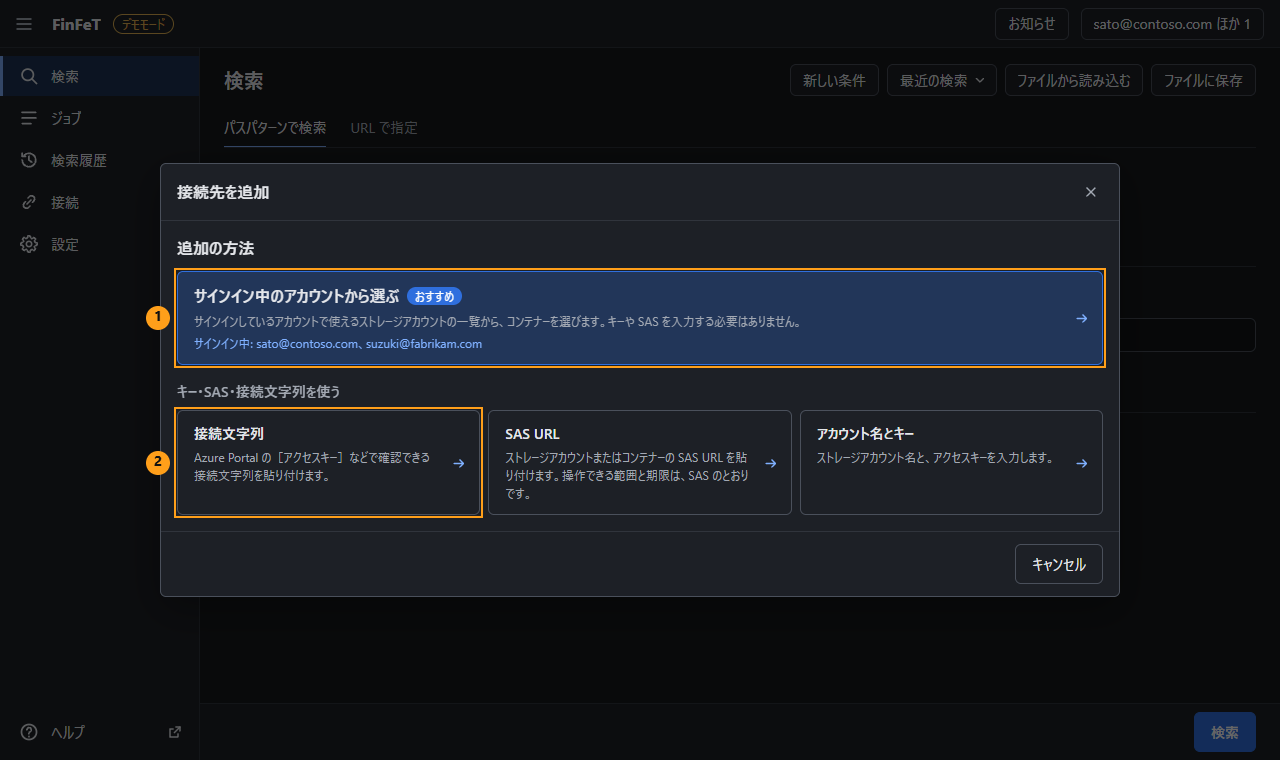 FinFeT デモモード お知らせ sato@contoso.com ほか 1
検索
ジョブ
検索履歴
接続
設定
ヘルプ
検索 新しい条件 最近の検索 ファイルから読み込む ファイルに保存
パスパターンで検索 URL で指定
接続先を追加
追加の方法
1
サインイン中のアカウントから選ぶ おすすめ
サインインしているアカウントで使えるストレージアカウントの一覧から、コンテナーを選びます。キーや SAS を入力する必要はありません。
サインイン中: sato@contoso.com、suzuki@fabrikam.com
キー・SAS・接続文字列を使う
2
接続文字列
Azure Portal の［アクセスキー］などで確認できる
接続文字列を貼り付けます。
SAS URL
ストレージアカウントまたはコンテナーの SAS URL を貼
り付けます。操作できる範囲と期限は、SAS のとおり
です。
アカウント名とキー
ストレージアカウント名と、アクセスキーを入力します。
キャンセル
検索